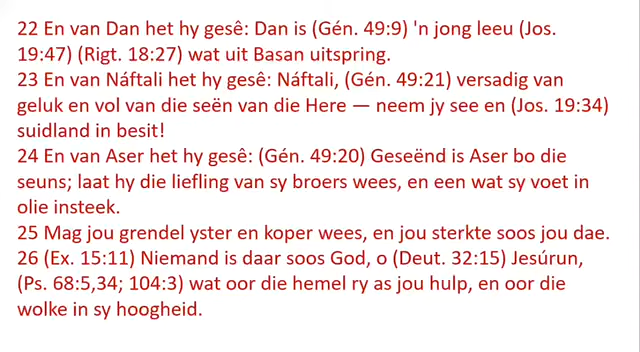 22 En van Dan het hy gesê: Dan is (Gén. 49:9) 'n jong leeu (Jos.
19:47) (Rigt. 18:27) wat uit Basan uitspring.
23 En van Náftali het hy gesê: Náftali, (Gén. 49:21) versadig van
geluk en vol van die seën van die Here — neem jy see en (Jos. 19:34)
suidland in besit!
24 En van Aser het hy gesê: (Gén. 49:20) Geseënd is Aser bo die
seuns; laat hy die liefling van sy broers wees, en een wat sy voet in
olie insteek.
25 Mag jou grendel yster en koper wees, en jou sterkte soos jou dae.
26 (Ex. 15:11) Niemand is daar soos God, o (Deut. 32:15) Jesúrun,
(Ps. 68:5,34; 104:3) wat oor die hemel ry as jou hulp, en oor die
wolke in sy hoogheid.